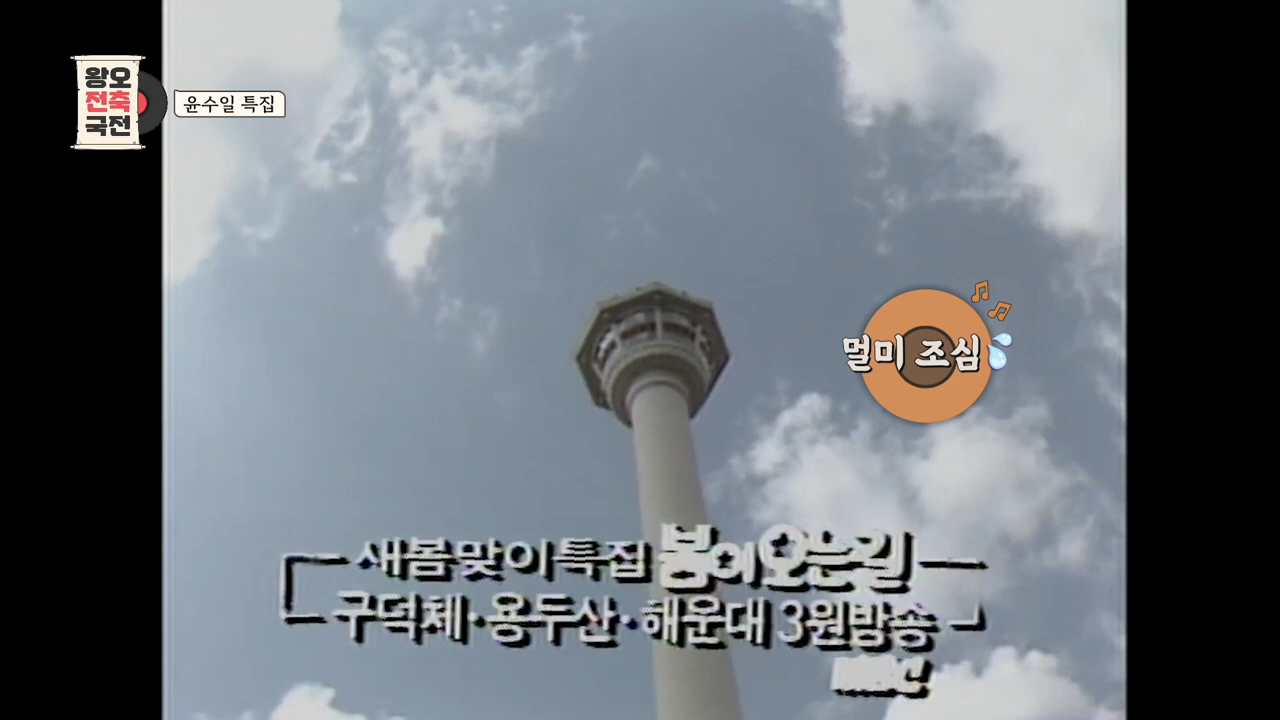 왕오
전축
국전
윤수일 특집
멀미 조심
새봄맞이특집 봄이오는길
구덕체·용두산·해운대 3원방송